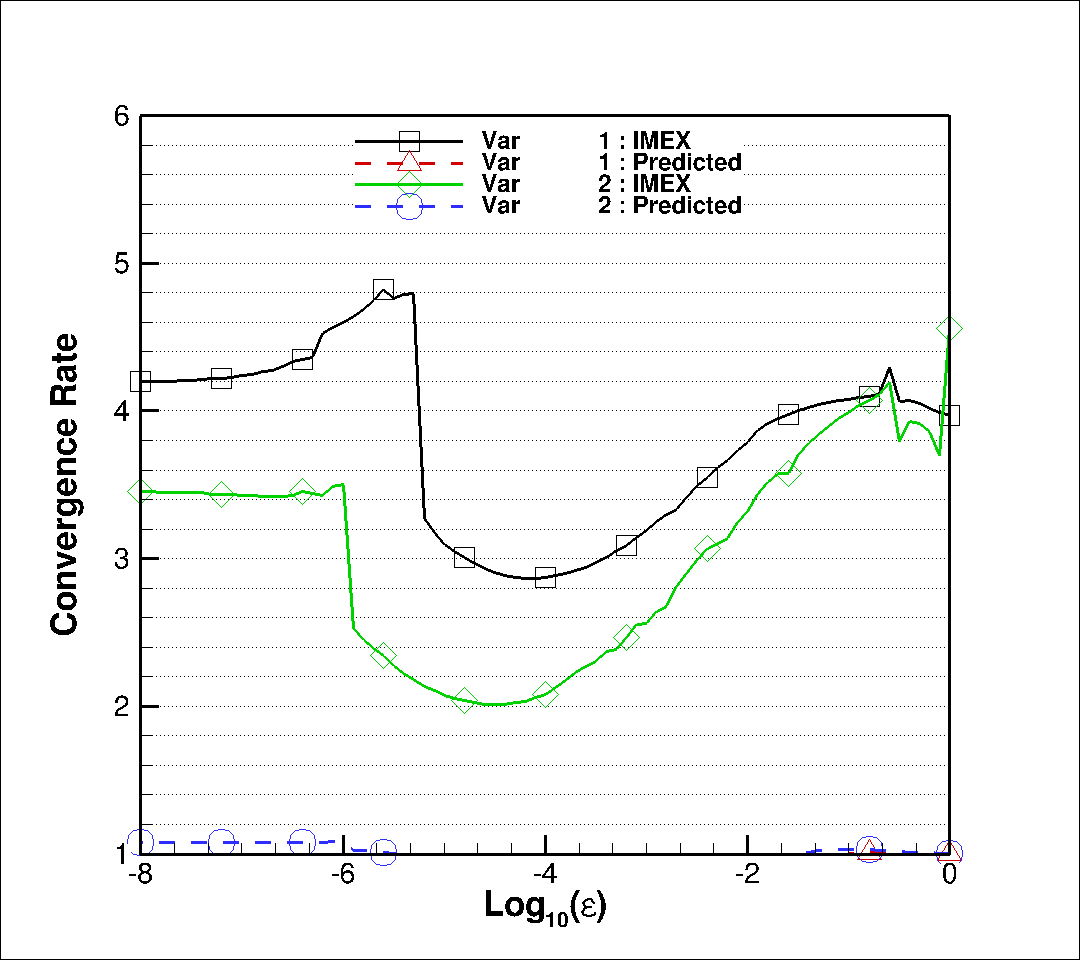 6
5
4
3
2
1
Convergence Rate
Var 1 : IMEX
Var 1 : Predicted
Var 2 : IMEX
Var 2 : Predicted
-8 -6 -4 -2 0
Log₁₀(ε)